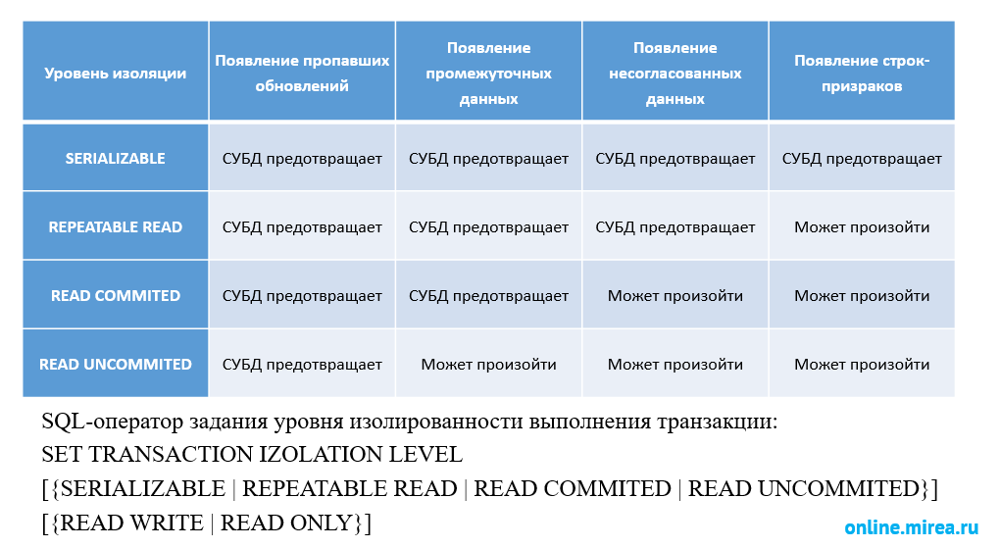 Уровень изоляции
Появление пропавших
обновлений
Появление
промежуточных
данных
Появление
несогласованных
данных
Появление строк-
призраков
SERIALIZABLE
СУБД предотвращает
СУБД предотвращает
СУБД предотвращает
СУБД предотвращает
REPEATABLE READ
СУБД предотвращает
СУБД предотвращает
СУБД предотвращает
Может произойти
READ COMMITED
СУБД предотвращает
СУБД предотвращает
Может произойти
Может произойти
READ UNCOMMITED
СУБД предотвращает
Может произойти
Может произойти
Может произойти
SQL-оператор задания уровня изолированности выполнения транзакции:
SET TRANSACTION IZOLATION LEVEL
[{SERIALIZABLE | REPEATABLE READ | READ COMMITED | READ UNCOMMITED}]
[{READ WRITE | READ ONLY}]
online.mirea.ru